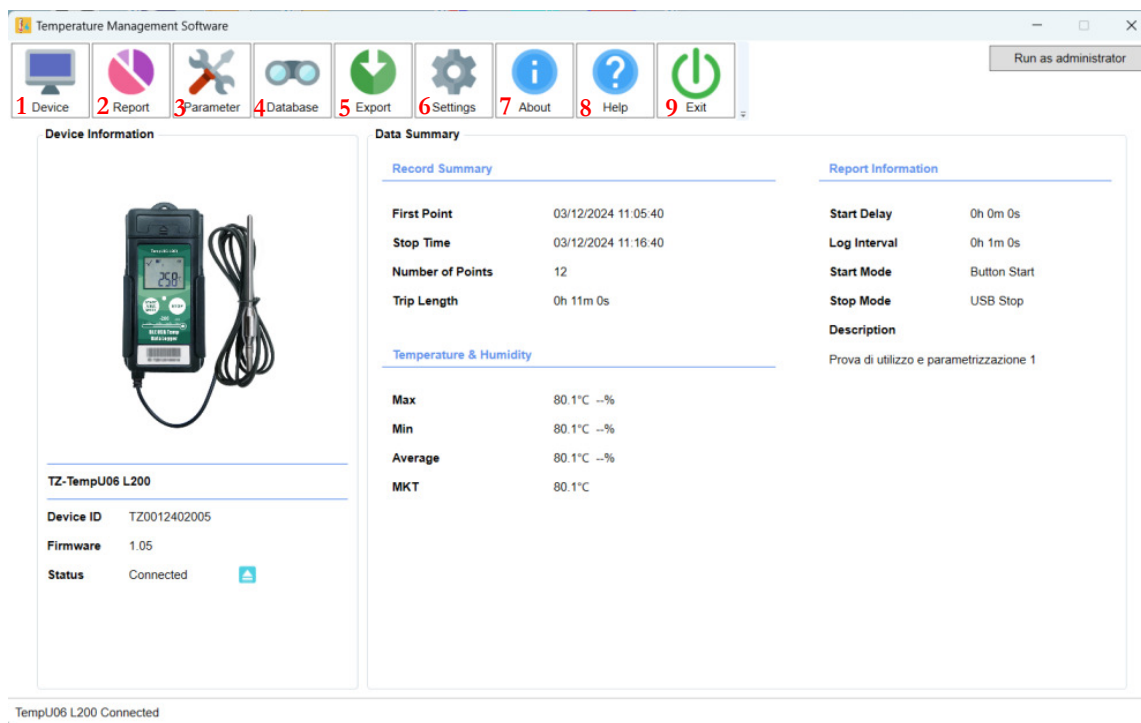 Temperature Management Software
Run as administrator
1 Device 2 Report 3 Parameter 4 Database 5 Export 6 Settings 7 About 8 Help 9 Exit
Device Information
25.8
STOP
TZ-TempU06 L200
Device ID TZ0012402005
Firmware 1.05
Status Connected
Data Summary
Record Summary
First Point 03/12/2024 11:05:40
Stop Time 03/12/2024 11:16:40
Number of Points 12
Trip Length 0h 11m 0s
Temperature & Humidity
Max 80.1°C --%
Min 80.1°C --%
Average 80.1°C --%
MKT 80.1°C
Report Information
Start Delay 0h 0m 0s
Log Interval 0h 1m 0s
Start Mode Button Start
Stop Mode USB Stop
Description
Prova di utilizzo e parametrizzazione 1
TempU06 L200 Connected